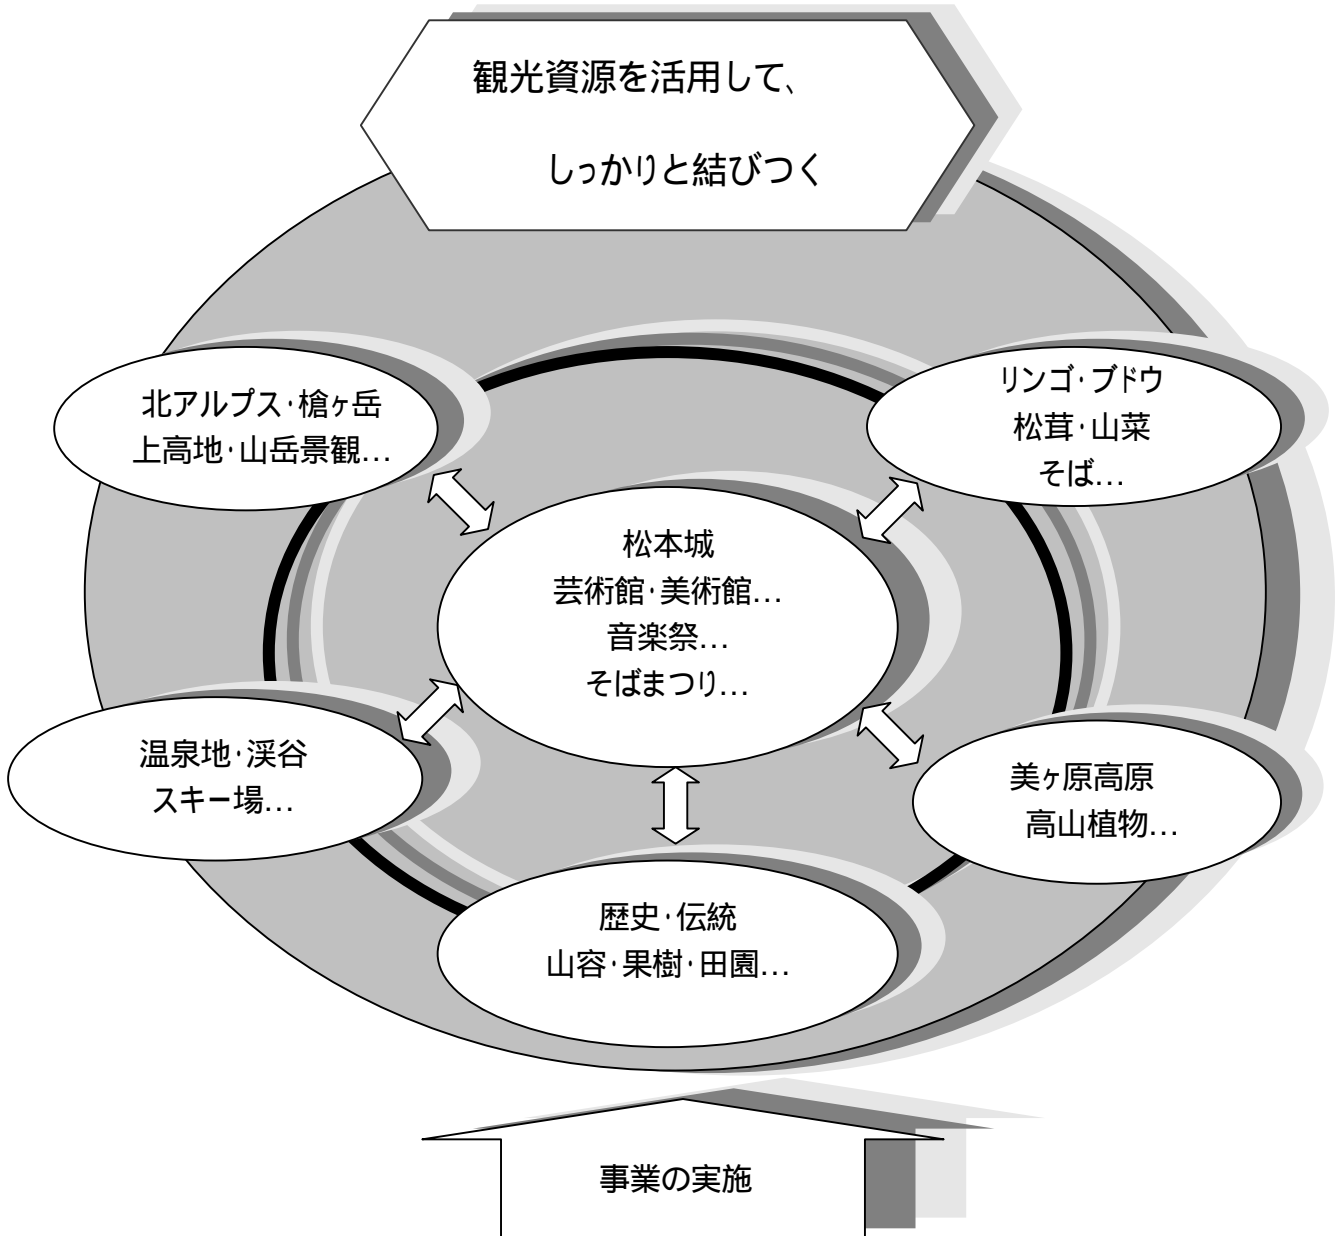 観光資源を活用して、
しっかりと結びつく
北アルプス・槍ヶ岳
上高地・山岳景観…
リンゴ・ブドウ
松茸・山菜
そば…
松本城
芸術館・美術館…
音楽祭…
そばまつり…
温泉地・渓谷
スキー場…
美ヶ原高原
高山植物…
歴史・伝統
山容・果樹・田園…
事業の実施